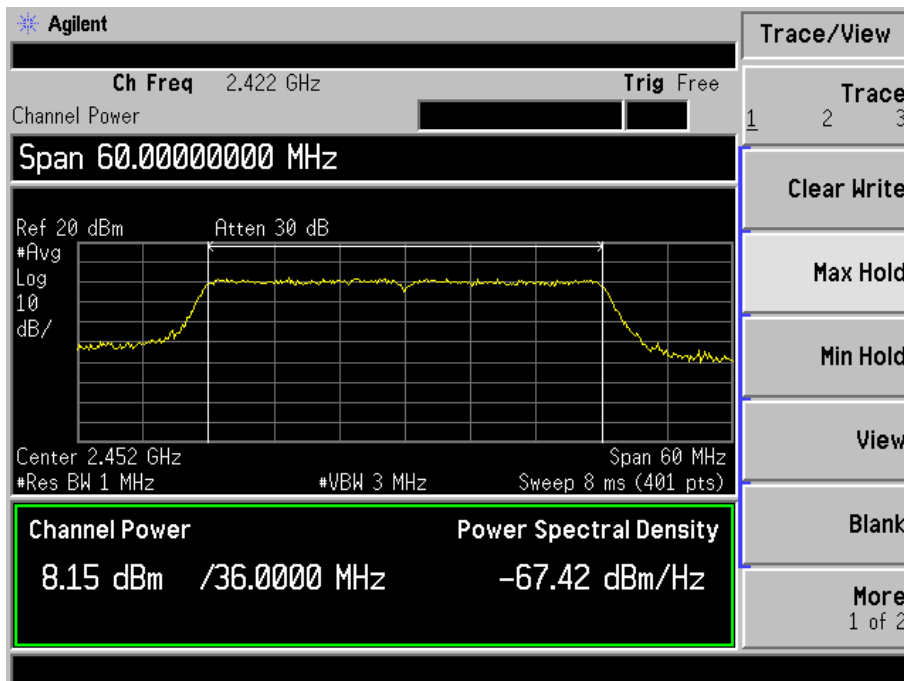 Agilent
Ch Freq 2.422 GHz Trig Free
Channel Power
Span 60.00000000 MHz
Ref 20 dBm Atten 30 dB
#Avg
Log
10
dB/
Center 2.452 GHz Span 60 MHz
#Res BW 1 MHz #VBW 3 MHz Sweep 8 ms (401 pts)
Channel Power Power Spectral Density
8.15 dBm /36.0000 MHz -67.42 dBm/Hz
Trace/View
Trace
1 2 3
Clear Write
Max Hold
Min Hold
View
Blank
More
1 of 2